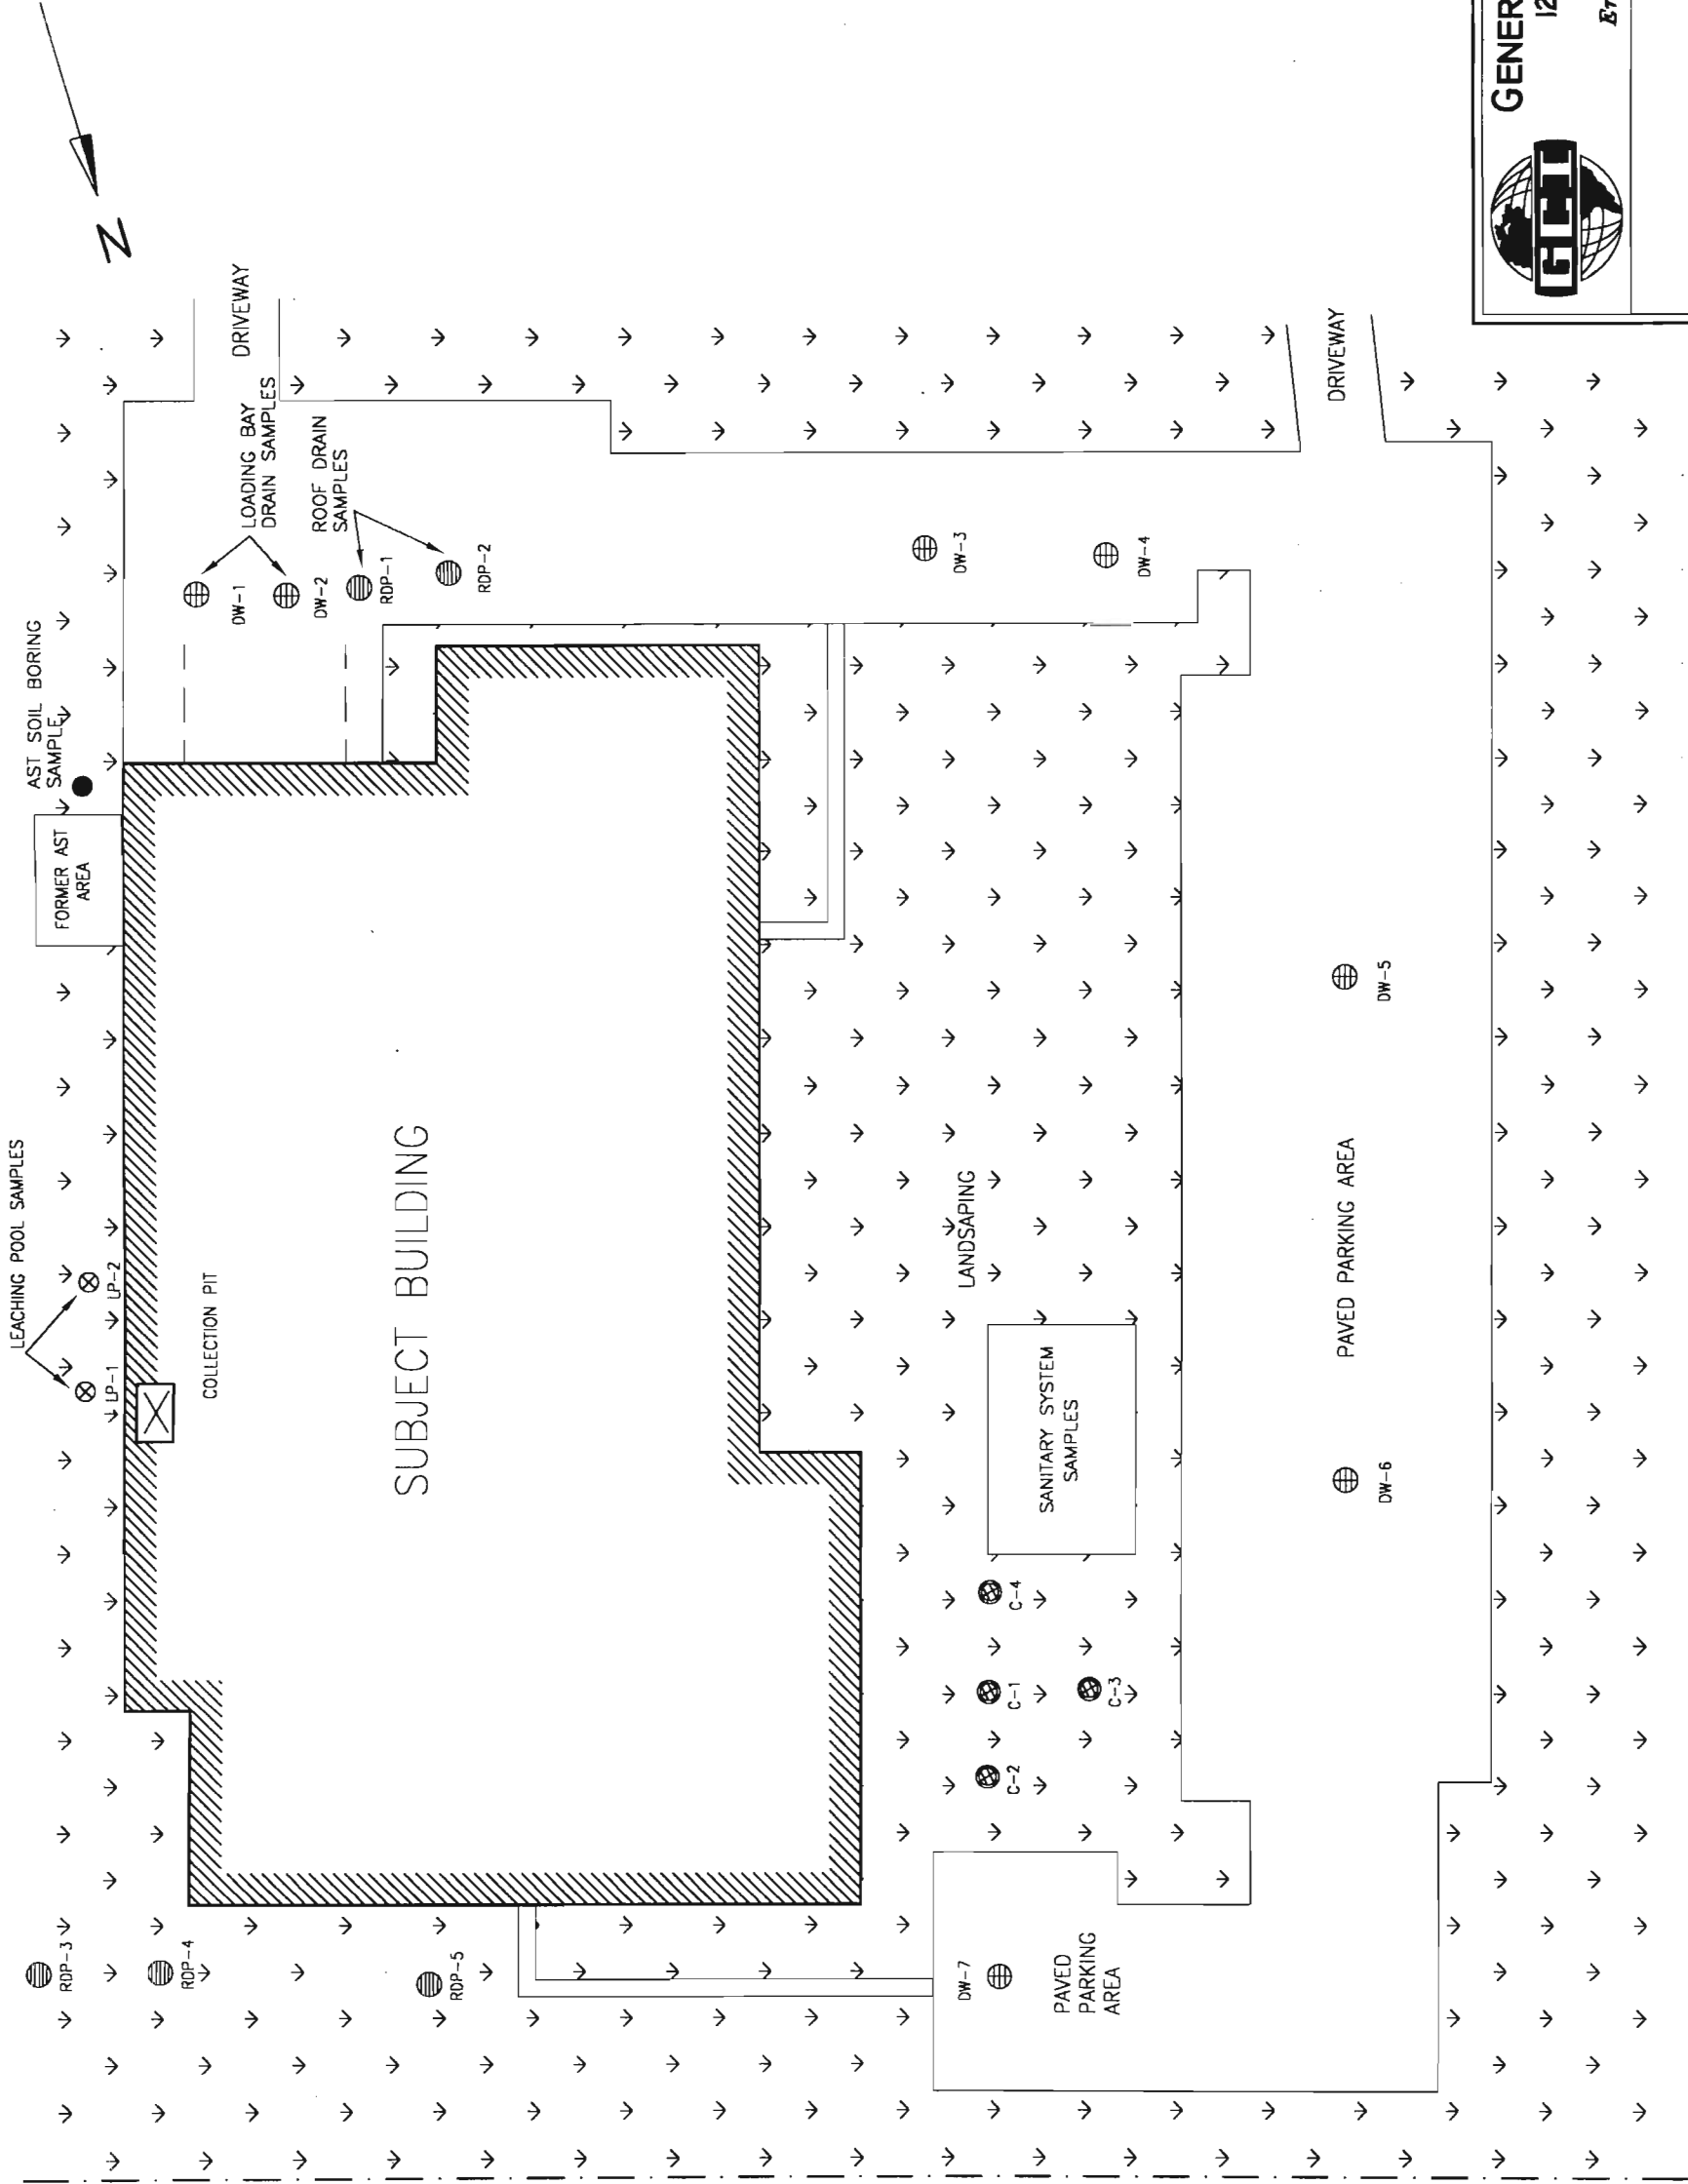 N
DRIVEWAY
LOADING BAY
DRAIN SAMPLES
ROOF DRAIN
SAMPLES
DW-1
DW-2
RDP-1
RDP-2
DW-3
DW-4
DRIVEWAY
AST SOIL BORING
SAMPLE
FORMER AST
AREA
LEACHING POOL SAMPLES
LP-1
LP-2
COLLECTION PIT
SUBJECT BUILDING
LANDSAPING
SANITARY SYSTEM
SAMPLES
PAVED PARKING AREA
DW-5
DW-6
C-4
C-1
C-3
C-2
RDP-3
RDP-4
RDP-5
DW-7
PAVED
PARKING
AREA
GCI
GENER
12